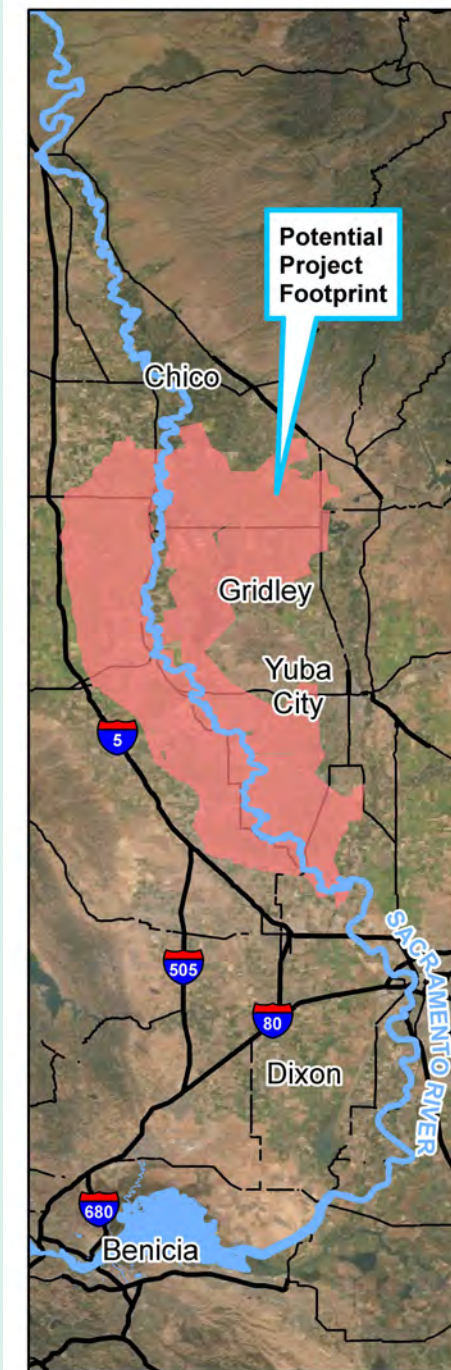 Potential
Project
Footprint
Chico
Gridley
Yuba
City
5
505
SACRAMENTO RIVER
80
Dixon
680
Benicia